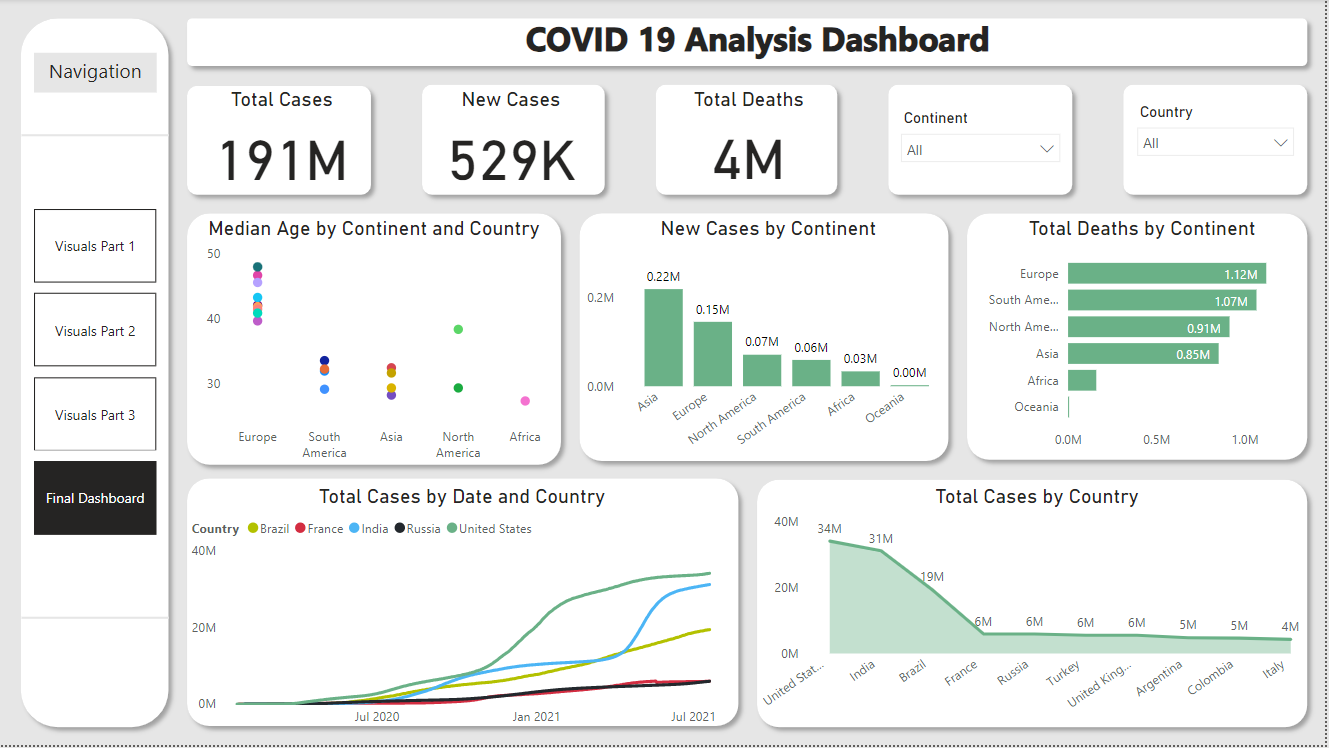 COVID 19 Analysis Dashboard
Navigation
Visuals Part 1
Visuals Part 2
Visuals Part 3
Final Dashboard
Total Cases
191M
New Cases
529K
Total Deaths
4M
Continent
All
Country
All
Median Age by Continent and Country
50
40
30
Europe
South
America
Asia
North
America
Africa
New Cases by Continent
0.2M
0.0M
0.22M
0.15M
0.07M
0.06M
0.03M
0.00M
Asia
Europe
North America
South America
Africa
Oceania
Total Deaths by Continent
Europe 1.12M
South Ame... 1.07M
North Ame... 0.91M
Asia 0.85M
Africa
Oceania
0.0M 0.5M 1.0M
Total Cases by Date and Country
Country Brazil France India Russia United States
40M
20M
0M
Jul 2020 Jan 2021 Jul 2021
Total Cases by Country
40M
20M
0M
34M
31M
19M
6M
6M
6M
6M
5M
5M
4M
United Stat...
India
Brazil
France
Russia
Turkey
United King...
Argentina
Colombia
Italy